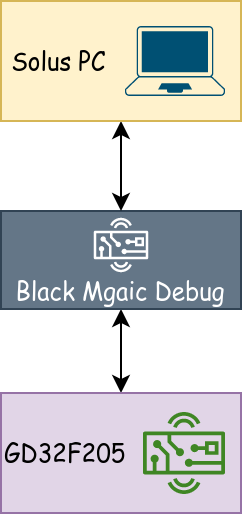 Solus PC
Black Mgaic Debug
GD32F205